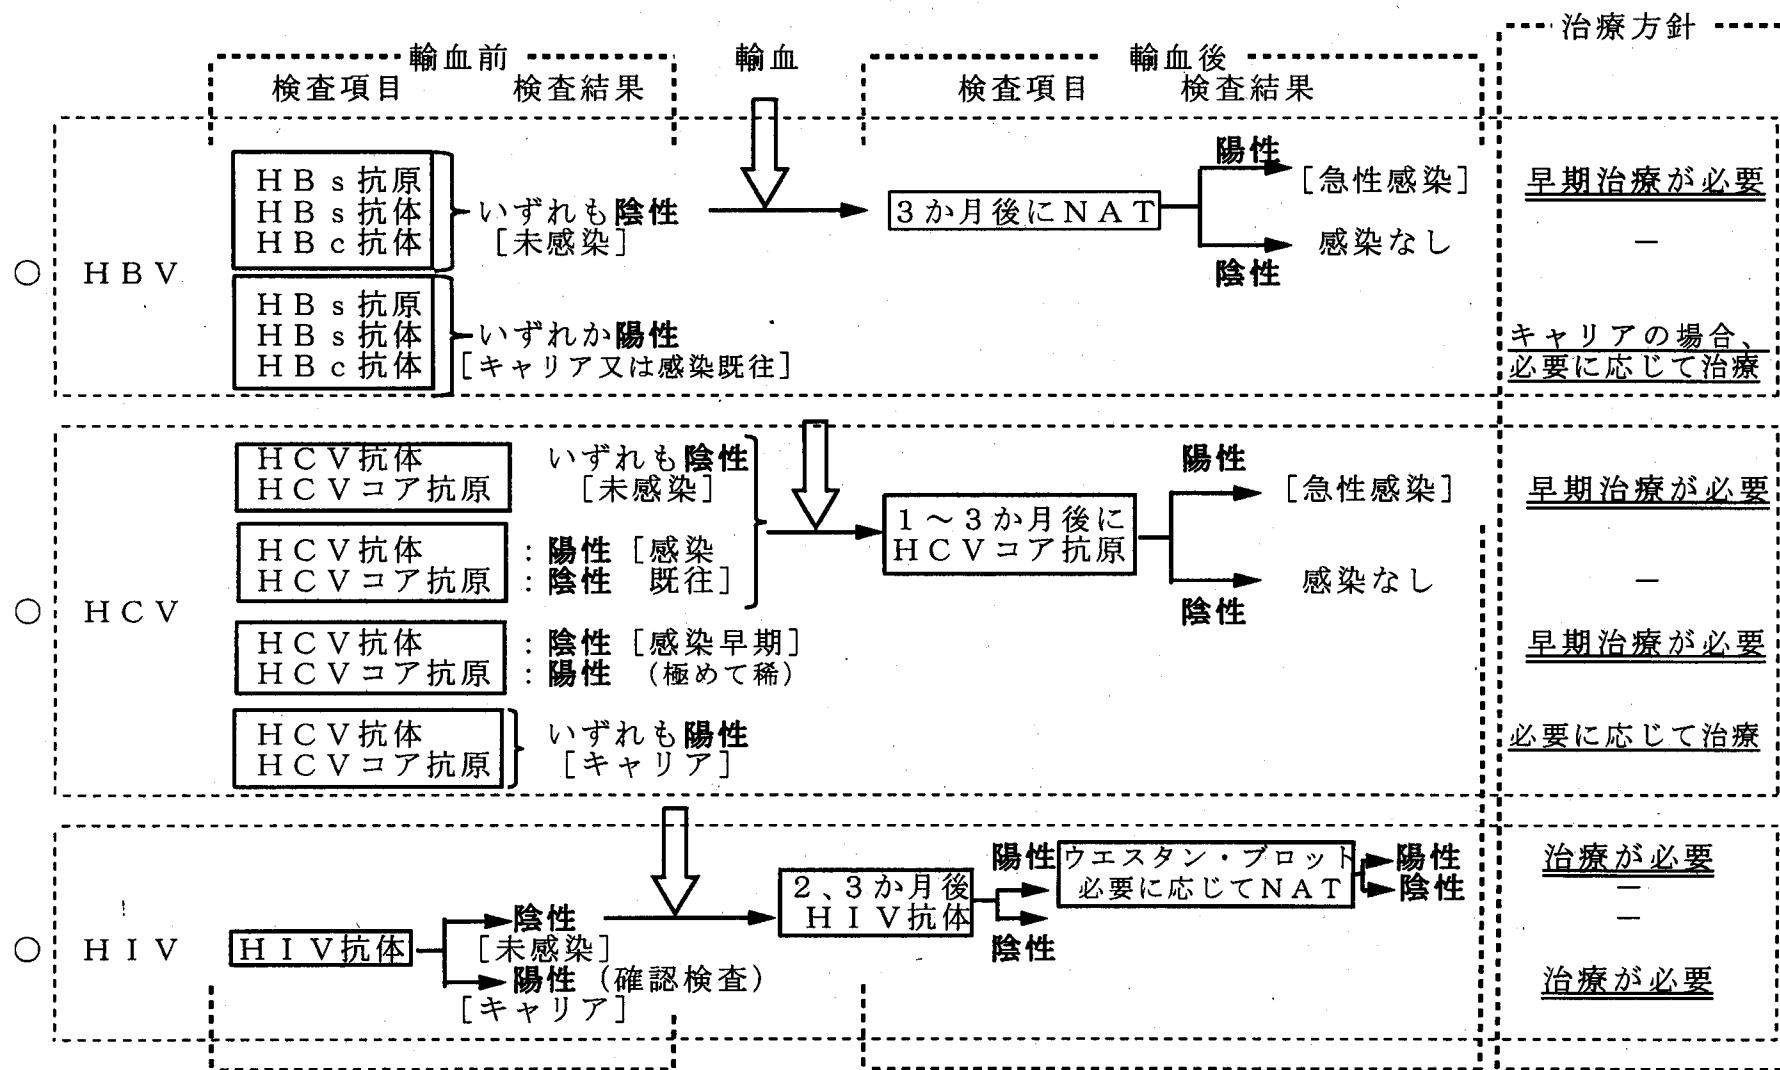 治療方針
輸血前 輸血 輸血後
検査項目 検査結果 検査項目 検査結果
○ HBV
HBs抗原
HBs抗体
HBc抗体
いずれも陰性
[未感染]
3か月後にNAT
陽性
[急性感染]
早期治療が必要
感染なし
陰性
－
HBs抗原
HBs抗体
HBc抗体
いずれか陽性
[キャリア又は感染既往]
キャリアの場合、
必要に応じて治療
○ HCV
HCV抗体
HCVコア抗原
いずれも陰性
[未感染]
HCV抗体 :陽性 [感染
HCVコア抗原 :陰性 既往]
1～3か月後に
HCVコア抗原
陽性
[急性感染]
早期治療が必要
感染なし
陰性
－
HCV抗体 :陰性 [感染早期]
HCVコア抗原 :陽性 (極めて稀)
早期治療が必要
HCV抗体
HCVコア抗原
いずれも陽性
[キャリア]
必要に応じて治療
○ HIV
HIV抗体
陰性
[未感染]
陽性 (確認検査)
[キャリア]
2、3か月後
HIV抗体
陽性
陰性
ウエスタン・ブロット
必要に応じてNAT
陽性
陰性
治療が必要
－
－
治療が必要